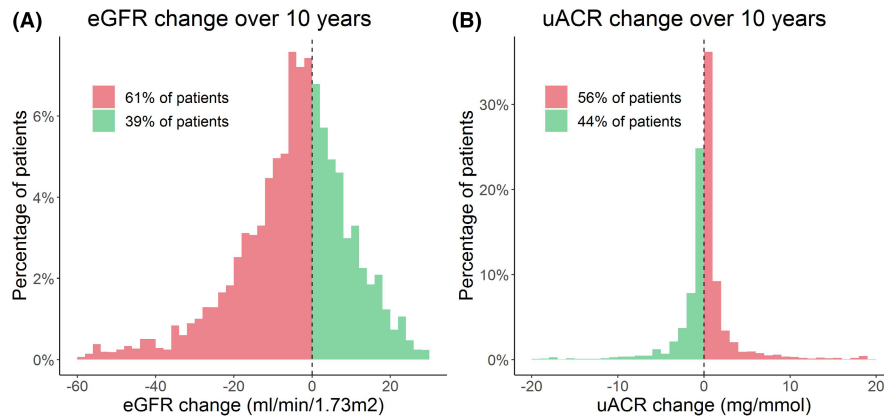 (A) eGFR change over 10 years
61% of patients
39% of patients
Percentage of patients
6%
4%
2%
0%
-60 -40 -20 0 20
eGFR change (ml/min/1.73m2)
(B) uACR change over 10 years
56% of patients
44% of patients
Percentage of patients
30%
20%
10%
0%
-20 -10 0 10 20
uACR change (mg/mmol)